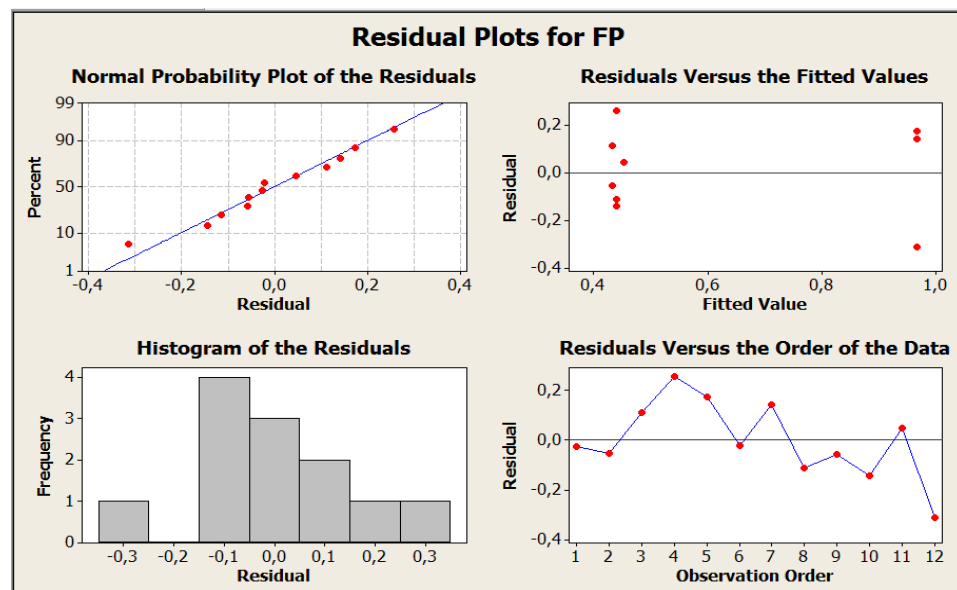 Residual Plots for FP
Normal Probability Plot of the Residuals
99
90
50
10
1
Percent
-0,4 -0,2 0,0 0,2 0,4
Residual
Residuals Versus the Fitted Values
0,2
0,0
-0,2
-0,4
Residual
0,4 0,6 0,8 1,0
Fitted Value
Histogram of the Residuals
4
3
2
1
0
Frequency
-0,3 -0,2 -0,1 0,0 0,1 0,2 0,3
Residual
Residuals Versus the Order of the Data
0,2
0,0
-0,2
-0,4
Residual
1 2 3 4 5 6 7 8 9 10 11 12
Observation Order